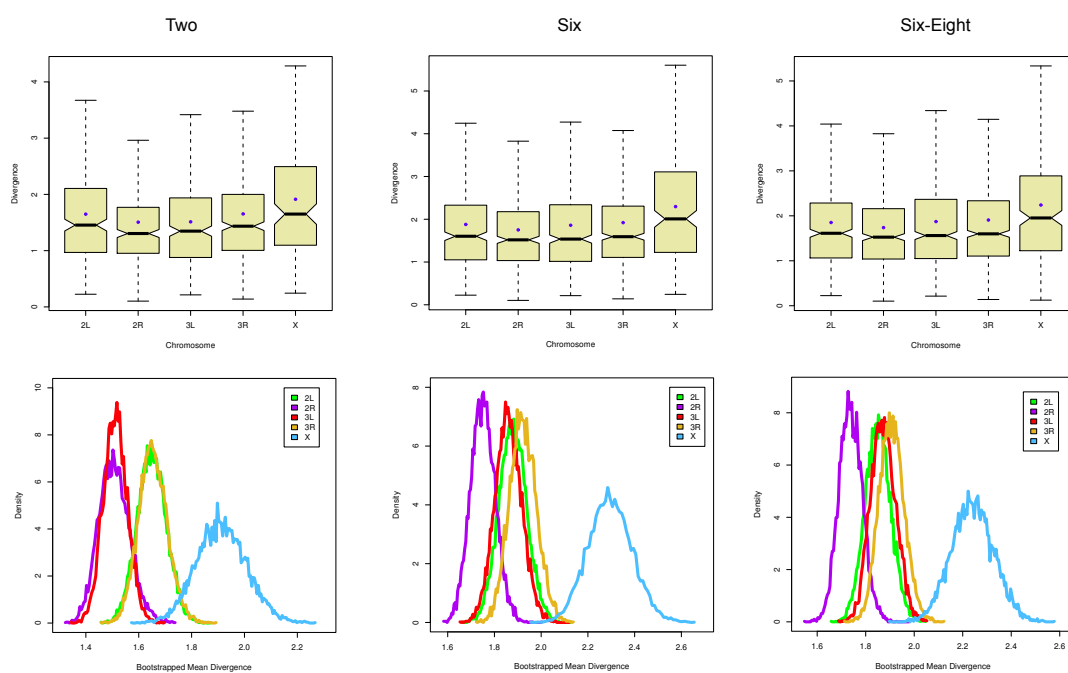 Two
Six
Six-Eight
Divergence
4
3
2
1
0
2L 2R 3L 3R X
Chromosome
Divergence
5
4
3
2
1
0
2L 2R 3L 3R X
Chromosome
Divergence
5
4
3
2
1
0
2L 2R 3L 3R X
Chromosome
Density
10
8
6
4
2
0
2L
2R
3L
3R
X
1.4 1.6 1.8 2.0 2.2
Bootstrapped Mean Divergence
Density
8
6
4
2
0
2L
2R
3L
3R
X
1.6 1.8 2.0 2.2 2.4 2.6
Bootstrapped Mean Divergence
Density
8
6
4
2
0
2L
2R
3L
3R
X
1.6 1.8 2.0 2.2 2.4 2.6
Bootstrapped Mean Divergence